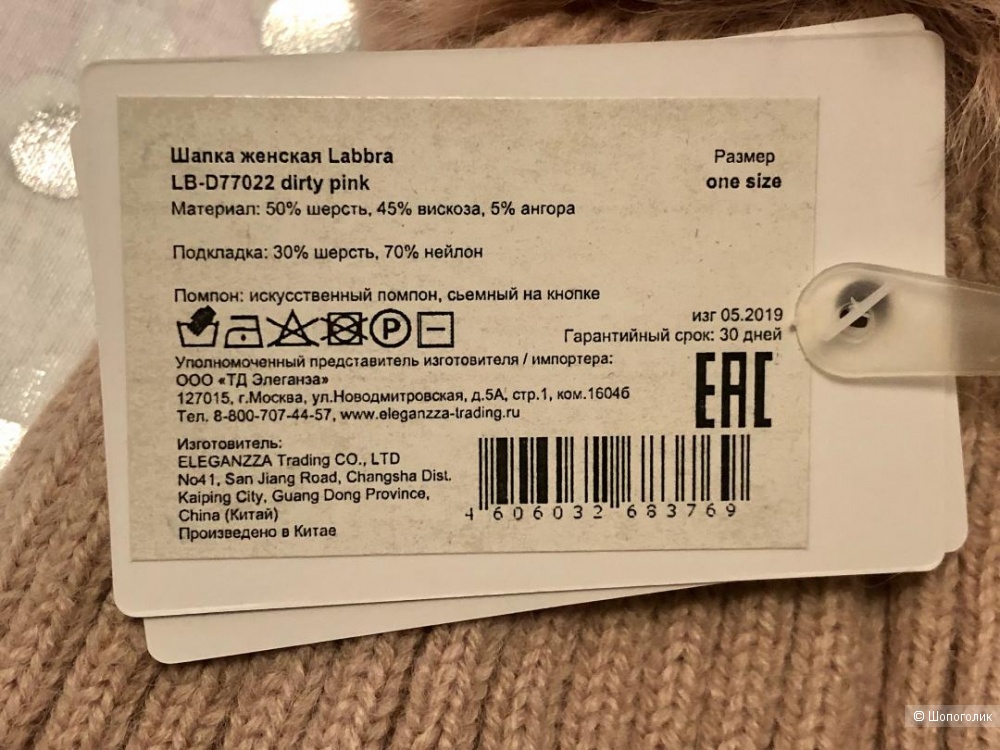 Шапка женская Labbra
LB-D77022 dirty pink
Размер
one size
Материал: 50% шерсть, 45% вискоза, 5% ангора
Подкладка: 30% шерсть, 70% нейлон
Помпон: искусственный помпон, сьемный на кнопке
P
изг 05.2019
Гарантийный срок: 30 дней
Уполномоченный представитель изготовителя / импортера:
ООО «ТД Элеганза»
127015, г.Москва, ул.Новодмитровская, д.5А, стр.1, ком.1604б
Тел. 8-800-707-44-57, www.eleganzza-trading.ru
EAC
Изготовитель:
ELEGANZZA Trading CO., LTD
No41, San Jiang Road, Changsha Dist.
Kaiping City, Guang Dong Province,
China (Китай)
Произведено в Китае
4 606032 683769
© Шопоголик